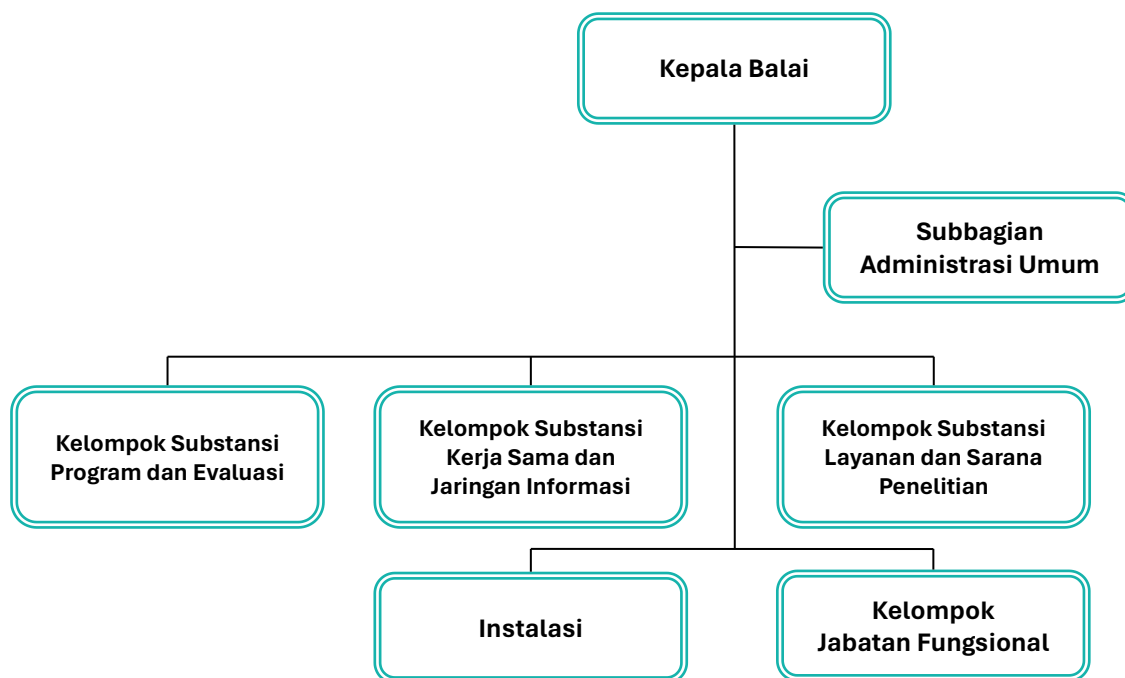 Kepala Balai
Subbagian
Administrasi Umum
Kelompok Substansi
Program dan Evaluasi
Kelompok Substansi
Kerja Sama dan
Jaringan Informasi
Kelompok Substansi
Layanan dan Sarana
Penelitian
Instalasi
Kelompok
Jabatan Fungsional